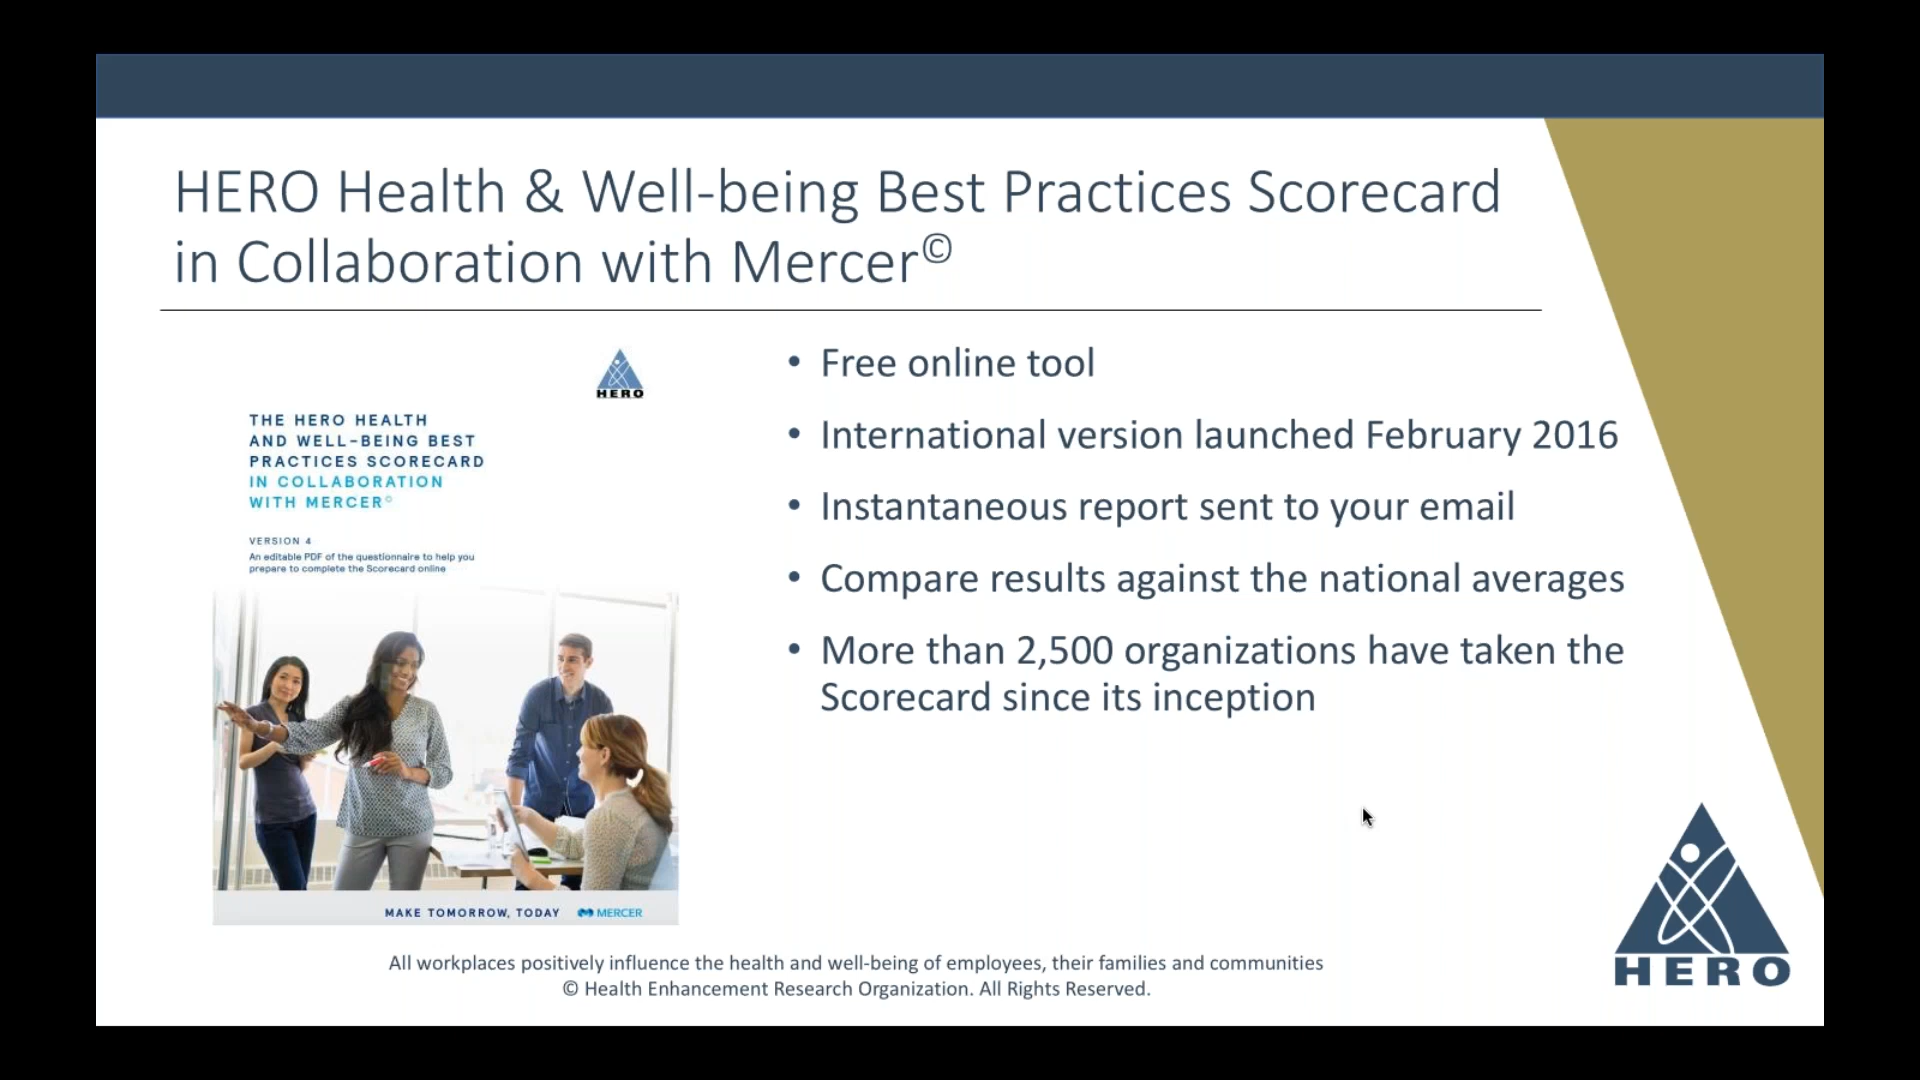 HERO Health & Well-being Best Practices Scorecard
in Collaboration with Mercer©
HERO
THE HERO HEALTH
AND WELL-BEING BEST
PRACTICES SCORECARD
IN COLLABORATION
WITH MERCER©
VERSION 4
An editable PDF of the questionnaire to help you
prepare to complete the Scorecard online
MAKE TOMORROW, TODAY MERCER
• Free online tool
• International version launched February 2016
• Instantaneous report sent to your email
• Compare results against the national averages
• More than 2,500 organizations have taken the
Scorecard since its inception
HERO
All workplaces positively influence the health and well-being of employees, their families and communities
© Health Enhancement Research Organization. All Rights Reserved.